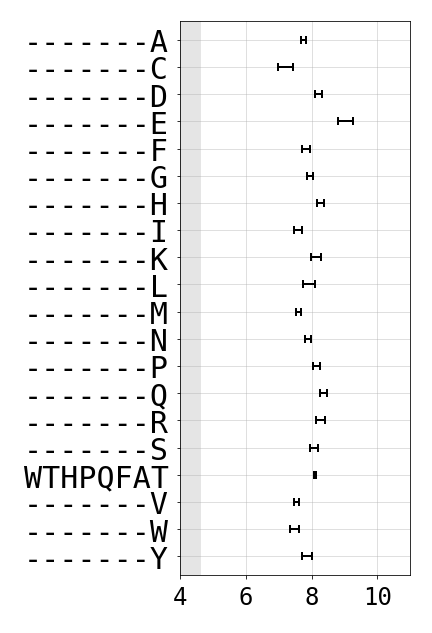 -------A
-------C
-------D
-------E
-------F
-------G
-------H
-------I
-------K
-------L
-------M
-------N
-------P
-------Q
-------R
-------S
WTHPQFAT
-------V
-------W
-------Y
4 6 8 10